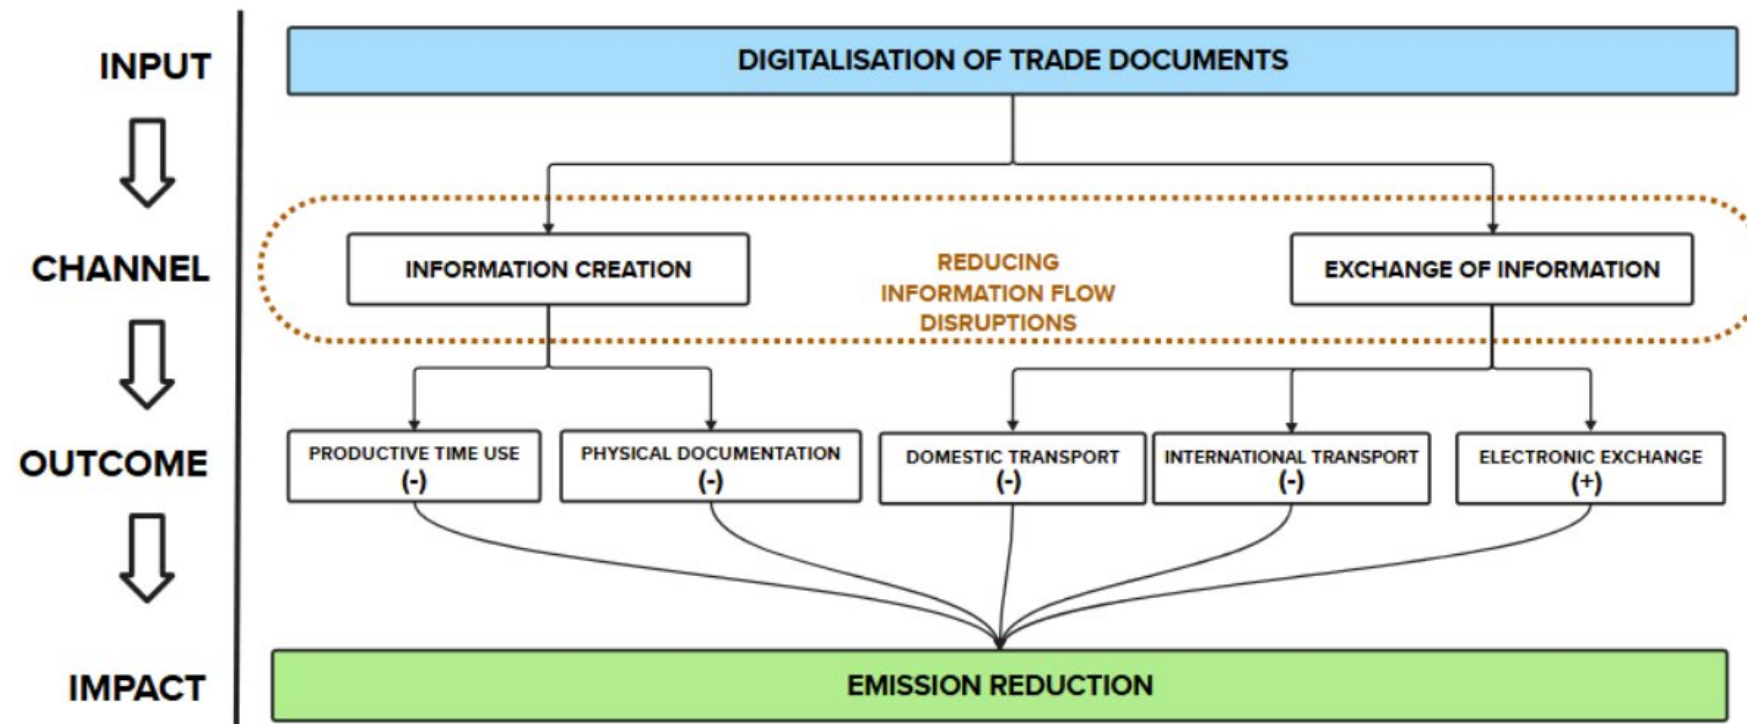 INPUT
DIGITALISATION OF TRADE DOCUMENTS
CHANNEL
INFORMATION CREATION
REDUCING
INFORMATION FLOW
DISRUPTIONS
EXCHANGE OF INFORMATION
OUTCOME
PRODUCTIVE TIME USE
(-)
PHYSICAL DOCUMENTATION
(-)
DOMESTIC TRANSPORT
(-)
INTERNATIONAL TRANSPORT
(-)
ELECTRONIC EXCHANGE
(+)
IMPACT
EMISSION REDUCTION